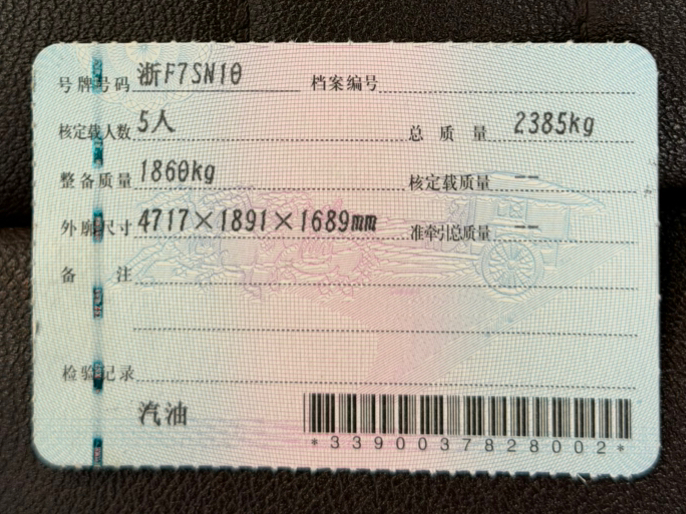 号牌号码 浙F7SN10 档案编号
核定载人数 5人 总质量 2385kg
整备质量 1860kg 核定载质量 --
外廓尺寸 4717×1891×1689mm 准牵引总质量 --
备注
检验记录
汽油
*3390037828002*